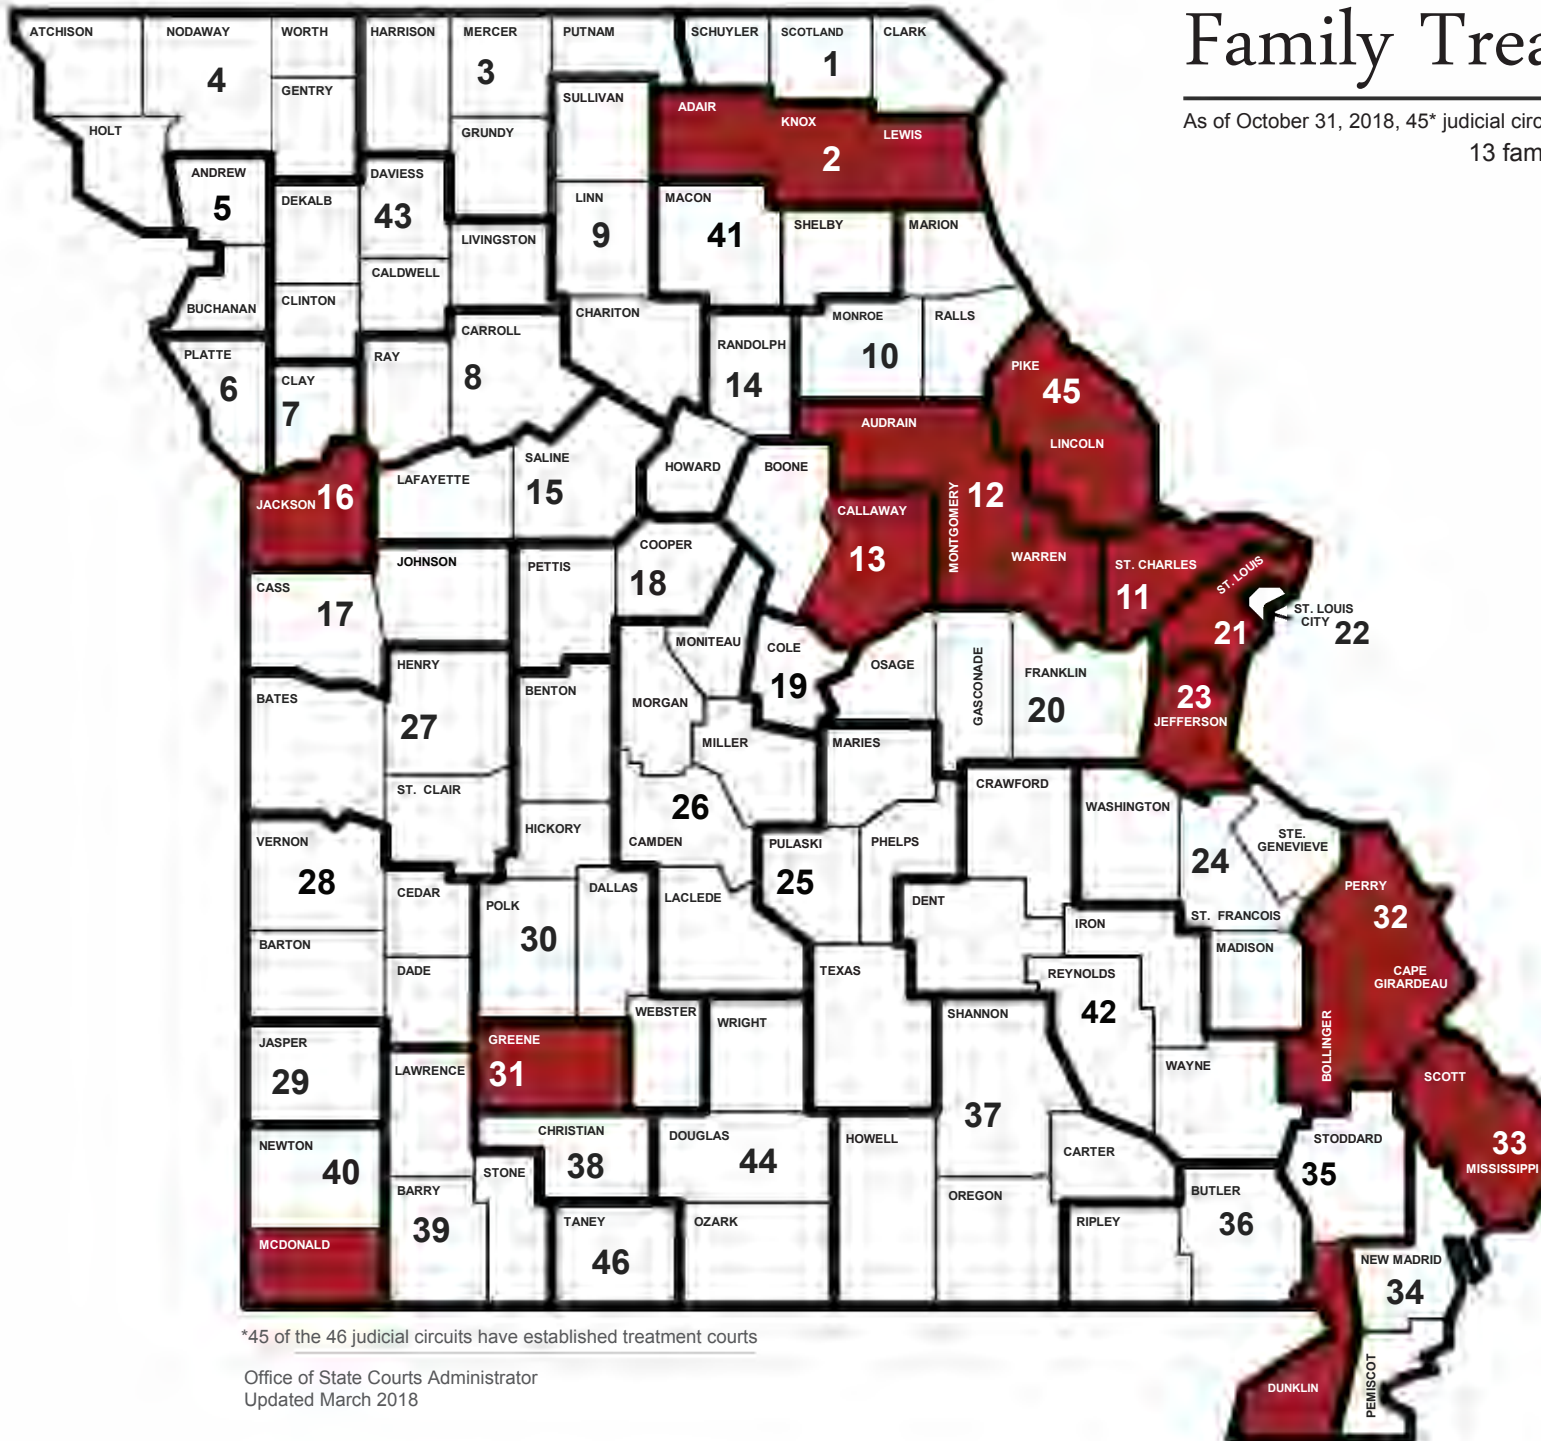 Family Trea
As of October 31, 2018, 45* judicial circ
13 fam
ATCHISON
NODAWAY
4
WORTH
GENTRY
HARRISON
MERCER
3
GRUNDY
PUTNAM
SULLIVAN
SCHUYLER
SCOTLAND
1
CLARK
HOLT
ADAIR
KNOX
LEWIS
2
ANDREW
5
DEKALB
DAVIESS
43
CALDWELL
LIVINGSTON
LINN
9
MACON
41
SHELBY
MARION
BUCHANAN
CLINTON
CARROLL
8
CHARITON
RANDOLPH
14
MONROE
10
RALLS
PLATTE
6
CLAY
7
RAY
PIKE
45
LINCOLN
AUDRAIN
12
MONTGOMERY
WARREN
JACKSON 16
LAFAYETTE
SALINE
15
HOWARD
BOONE
CALLAWAY
13
ST. CHARLES
11
ST. LOUIS
21
ST. LOUIS
CITY 22
CASS
17
JOHNSON
PETTIS
COOPER
18
MONITEAU
COLE
19
OSAGE
GASCONADE
FRANKLIN
20
23
JEFFERSON
BATES
HENRY
27
ST. CLAIR
BENTON
HICKORY
MORGAN
MILLER
26
CAMDEN
MARIES
PULASKI
25
PHELPS
CRAWFORD
WASHINGTON
24
STE.
GENEVIEVE
ST. FRANCOIS
VERNON
28
BARTON
CEDAR
DADE
POLK
30
DALLAS
LACLEDE
DENT
IRON
MADISON
PERRY
32
CAPE
GIRARDEAU
BOLLINGER
TEXAS
REYNOLDS
42
WEBSTER
WRIGHT
SHANNON
37
JASPER
29
LAWRENCE
GREENE
31
WAYNE
SCOTT
33
MISSISSIPPI
NEWTON
40
CHRISTIAN
38
STONE
DOUGLAS
44
HOWELL
CARTER
STODDARD
35
MCDONALD
BARRY
39
TANEY
46
OZARK
OREGON
RIPLEY
BUTLER
36
NEW MADRID
34
DUNKLIN
PEMISCOT
*45 of the 46 judicial circuits have established treatment courts
Office of State Courts Administrator
Updated March 2018